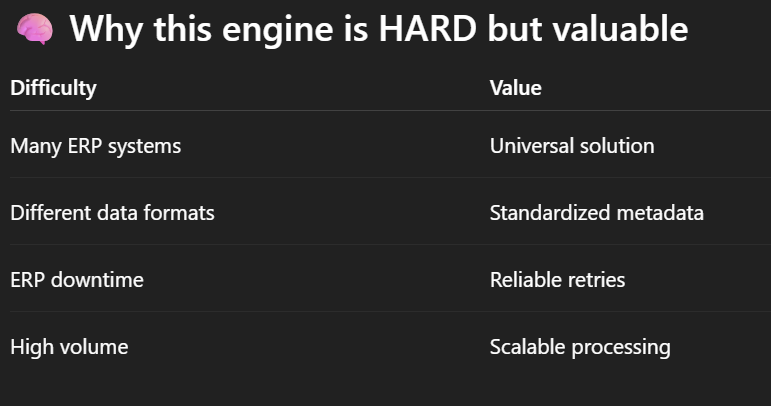 🧠 Why this engine is HARD but valuable
Difficulty Value
Many ERP systems Universal solution
Different data formats Standardized metadata
ERP downtime Reliable retries
High volume Scalable processing